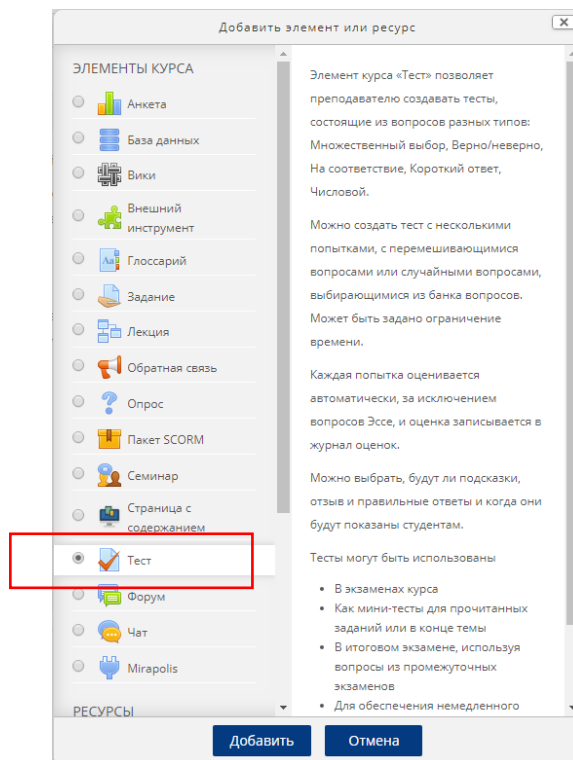 Добавить элемент или ресурс
ЭЛЕМЕНТЫ КУРСА
Анкета
База данных
Вики
Внешний
инструмент
Глоссарий
Задание
Лекция
Обратная связь
Опрос
Пакет SCORM
Семинар
Страница с
содержанием
Тест
Форум
Чат
Mirapolis
РЕСУРСЫ
Элемент курса «Тест» позволяет
преподавателю создавать тесты,
состоящие из вопросов разных типов:
Множественный выбор, Верно/неверно,
На соответствие, Короткий ответ,
Числовой.
Можно создать тест с несколькими
попытками, с перемешивающимися
вопросами или случайными вопросами,
выбирающимися из банка вопросов.
Может быть задано ограничение
времени.
Каждая попытка оценивается
автоматически, за исключением
вопросов Эссе, и оценка записывается в
журнал оценок.
Можно выбрать, будут ли подсказки,
отзыв и правильные ответы и когда они
будут показаны студентам.
Тесты могут быть использованы
• В экзаменах курса
• Как мини-тесты для прочитанных
заданий или в конце темы
• В итоговом экзамене, используя
вопросы из промежуточных
экзаменов
• Для обеспечения немедленного
Добавить
Отмена